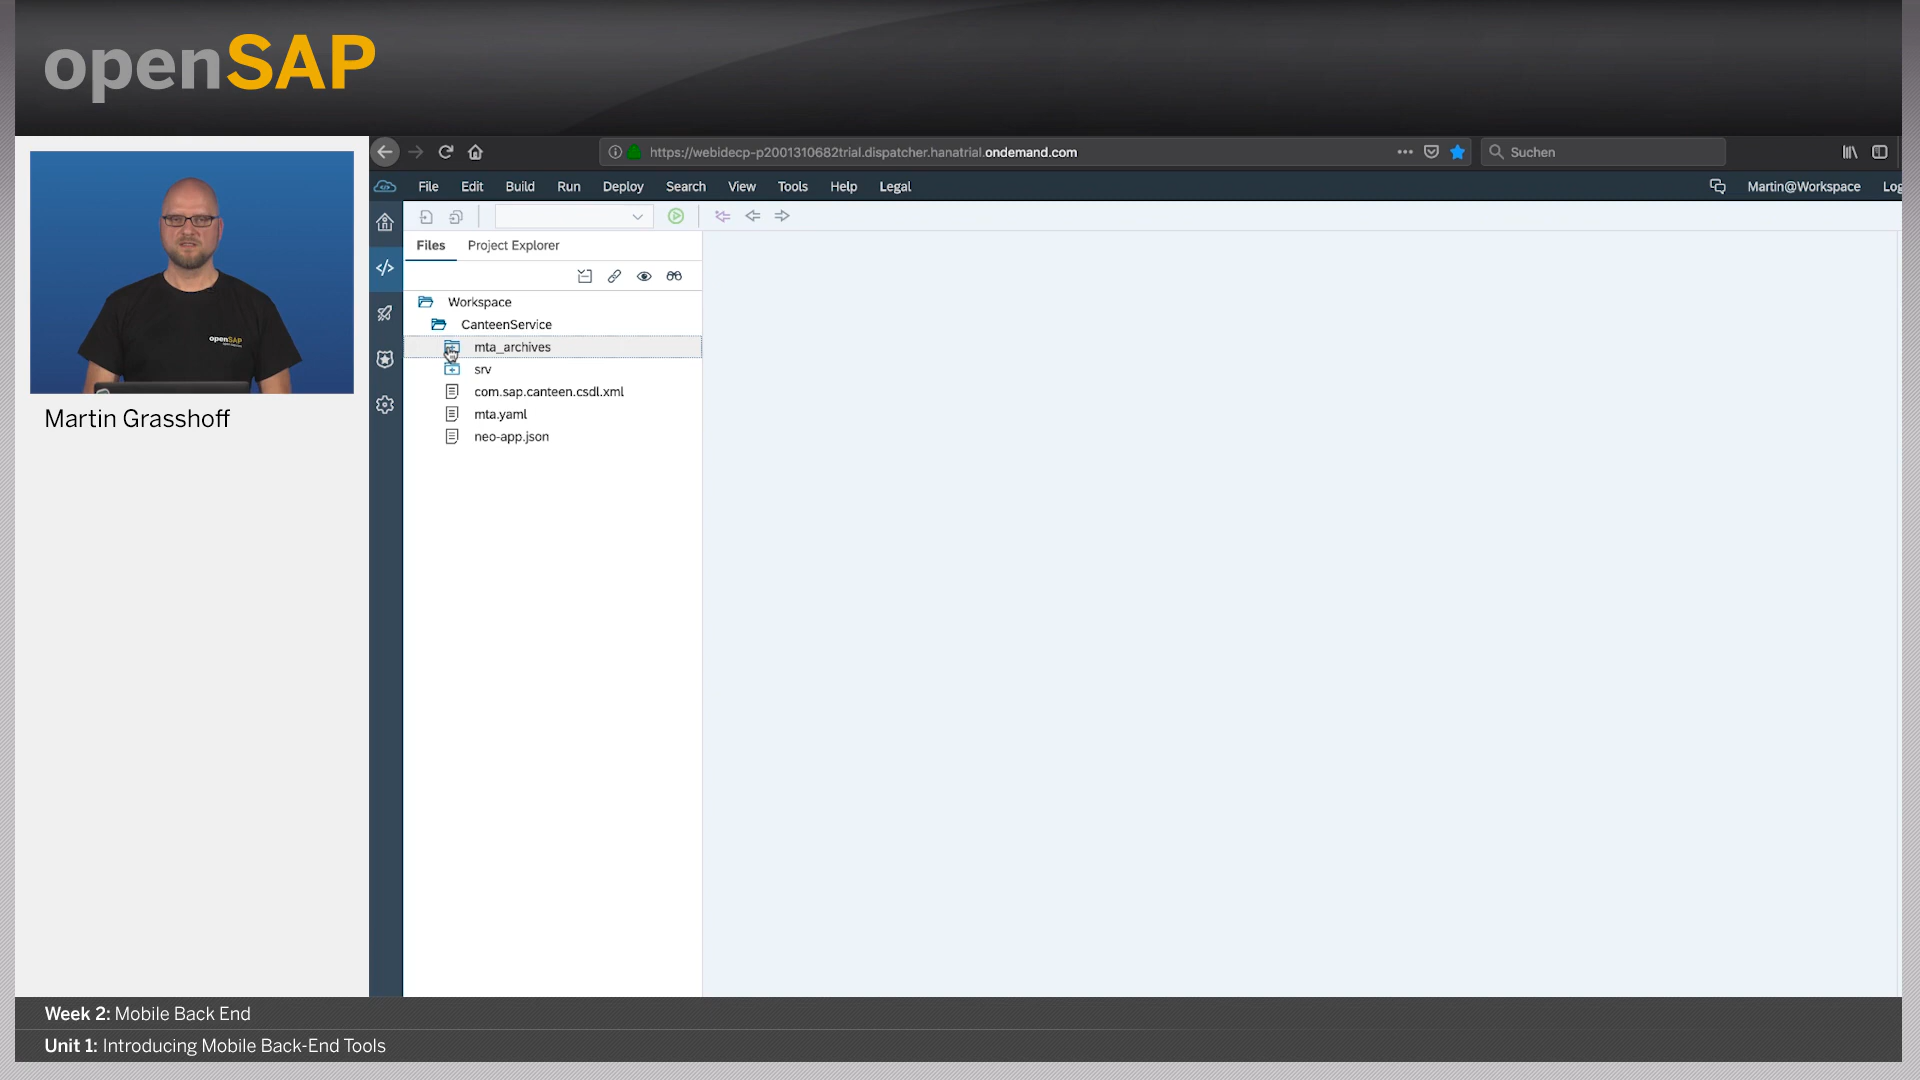 openSAP
https://webidecp-p2001310682trial.dispatcher.hanatrial.ondemand.com
Suchen
File Edit Build Run Deploy Search View Tools Help Legal
Martin@Workspace Log
Files Project Explorer
Workspace
CanteenService
mta_archives
srv
com.sap.canteen.csdl.xml
mta.yaml
neo-app.json
openSAP
Martin Grasshoff
Week 2: Mobile Back End
Unit 1: Introducing Mobile Back-End Tools